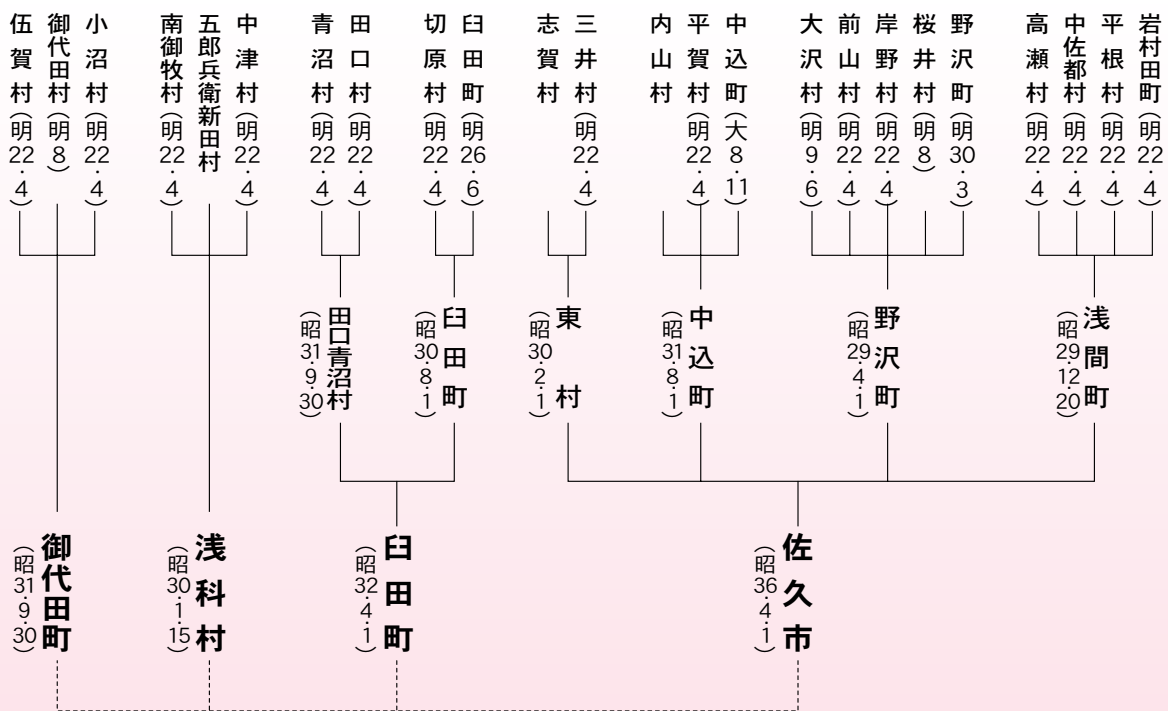 岩村田町（明22・4）
平根村（明22・4）
中佐都村（明22・4）
高瀬村（明22・4）
野沢町（明30・3）
桜井村（明8）
岸野村（明22・4）
前山村（明22・4）
大沢村（明9・6）
中込町（大8・11）
平賀村（明22・4）
内山村
三井村（明22・4）
志賀村
臼田町（明26・6）
切原村（明22・4）
田口村（明22・4）
青沼村（明22・4）
中津村（明22・4）
五郎兵衛新田村
南御牧村（明22・4）
小沼村（明22・4）
御代田村（明8）
伍賀村（明22・4）
浅間町
（昭29・12・20）
野沢町
（昭29・4・1）
中込町
（昭31・8・1）
東村
（昭30・2・1）
臼田町
（昭30・8・1）
田口青沼村
（昭31・9・30）
佐久市
（昭36・4・1）
臼田町
（昭32・4・1）
浅科村
（昭30・1・15）
御代田町
（昭31・9・30）